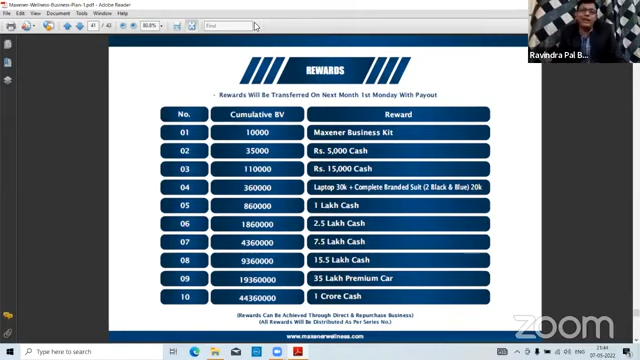 Maxener-Wellness-Business-Plan-1.pdf - Adobe Reader
File Edit View Document Tools Window Help
41 / 43 80.8% Find
Ravindra Pal B...
REWARDS
· Rewards Will Be Transferred On Next Month 1st Monday With Payout
No. Cumulative BV Reward
01 10000 Maxener Business Kit
02 35000 Rs. 5,000 Cash
03 110000 Rs. 15,000 Cash
04 360000 Laptop 30k + Complete Branded Suit (2 Black & Blue) 20k
05 860000 1 Lakh Cash
06 1860000 2.5 Lakh Cash
07 4360000 7.5 Lakh Cash
08 9360000 15.5 Lakh Cash
09 19360000 35 Lakh Premium Car
10 44360000 1 Crore Cash
(Rewards Can be Achieved Through Direct & Repurchase Business)
(All Rewards Will be Distributed As Per Series No.)
www.maxenerwellness.com
zoom
Type here to search
21:44
07-05-2022